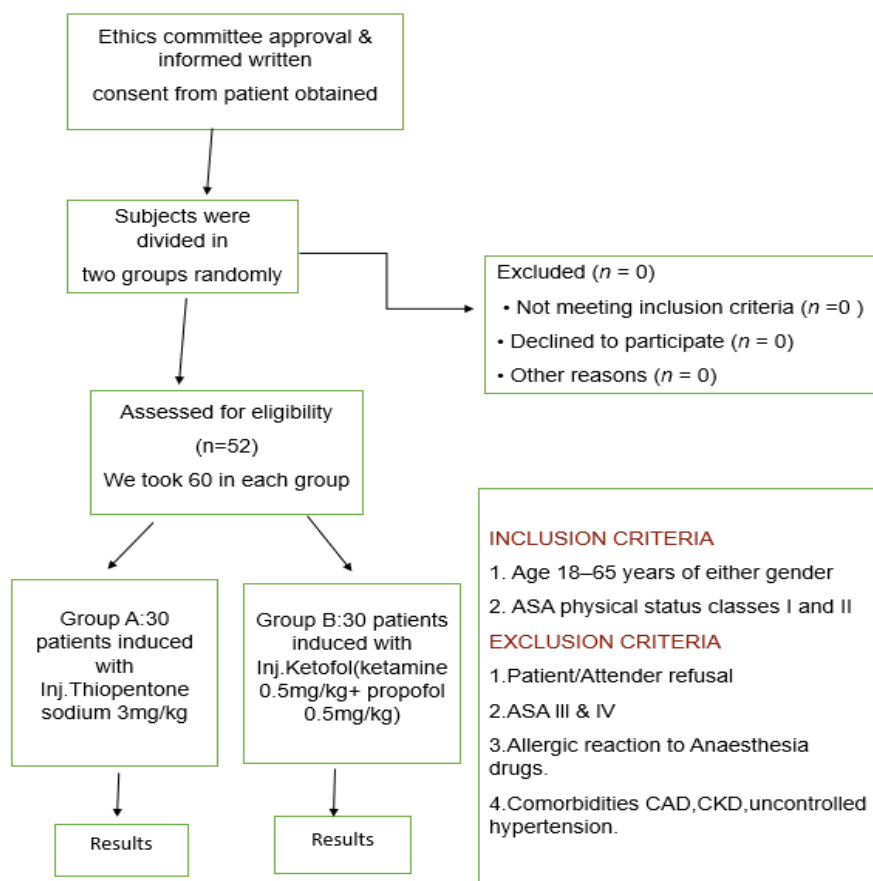 Ethics committee approval &
informed written
consent from patient obtained
Subjects were
divided in
two groups randomly
Excluded (n = 0)
• Not meeting inclusion criteria (n =0 )
• Declined to participate (n = 0)
• Other reasons (n = 0)
Assessed for eligibility
(n=52)
We took 60 in each group
Group A:30
patients induced
with
Inj.Thiopentone
sodium 3mg/kg
Group B:30 patients
induced with
Inj.Ketofol(ketamine
0.5mg/kg+ propofol
0.5mg/kg)
INCLUSION CRITERIA
1. Age 18–65 years of either gender
2. ASA physical status classes I and II
EXCLUSION CRITERIA
1.Patient/Attender refusal
2.ASA III & IV
3.Allergic reaction to Anaesthesia
drugs.
4.Comorbidities CAD,CKD,uncontrolled
hypertension.
Results
Results